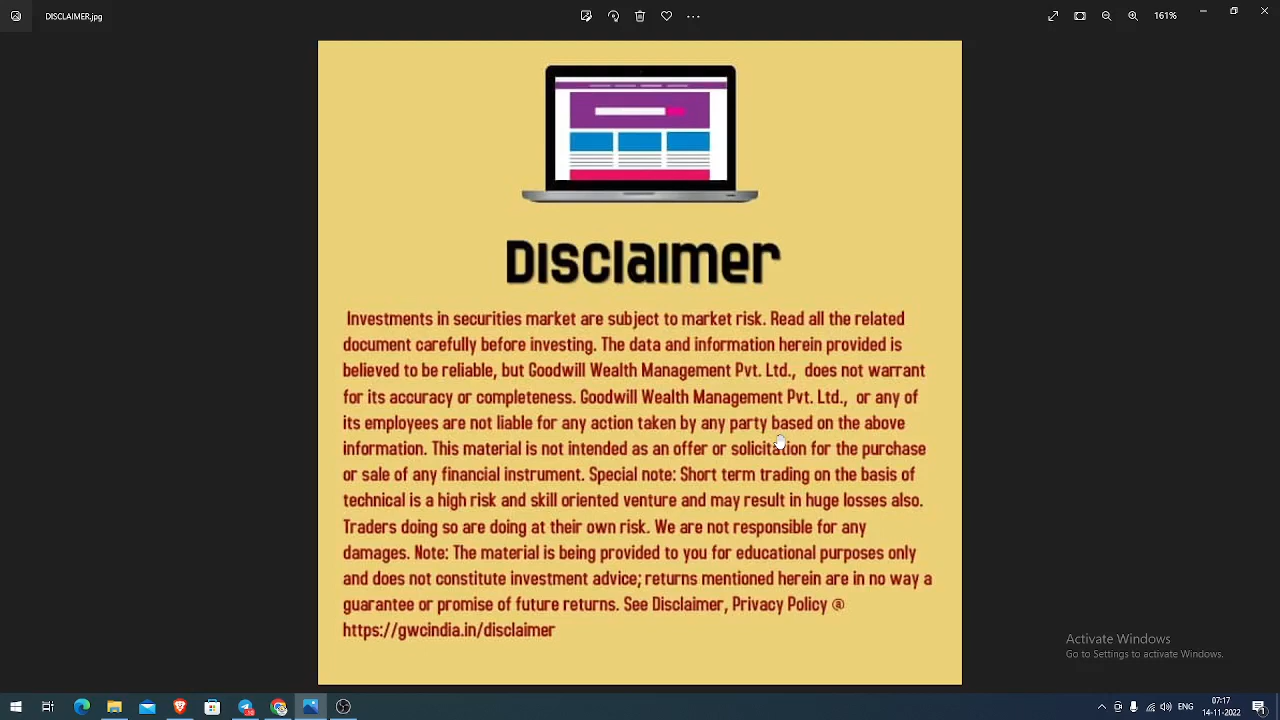 DISCLAIMER.jpg
Disclaimer
Investments in securities market are subject to market risk. Read all the related
document carefully before investing. The data and information herein provided is
believed to be reliable, but Goodwill Wealth Management Pvt. Ltd., does not warrant
for its accuracy or completeness. Goodwill Wealth Management Pvt. Ltd., or any of
its employees are not liable for any action taken by any party based on the above
information. This material is not intended as an offer or solicitation for the purchase
or sale of any financial instrument. Special note: Short term trading on the basis of
technical is a high risk and skill oriented venture and may result in huge losses also.
Traders doing so are doing at their own risk. We are not responsible for any
damages. Note: The material is being provided to you for educational purposes only
and does not constitute investment advice; returns mentioned herein are in no way a
guarantee or promise of future returns. See Disclaimer, Privacy Policy @
https://gwcindia.in/disclaimer
Activate Windows
Go to Settings to activate Windows.
07:41
14-11-2022